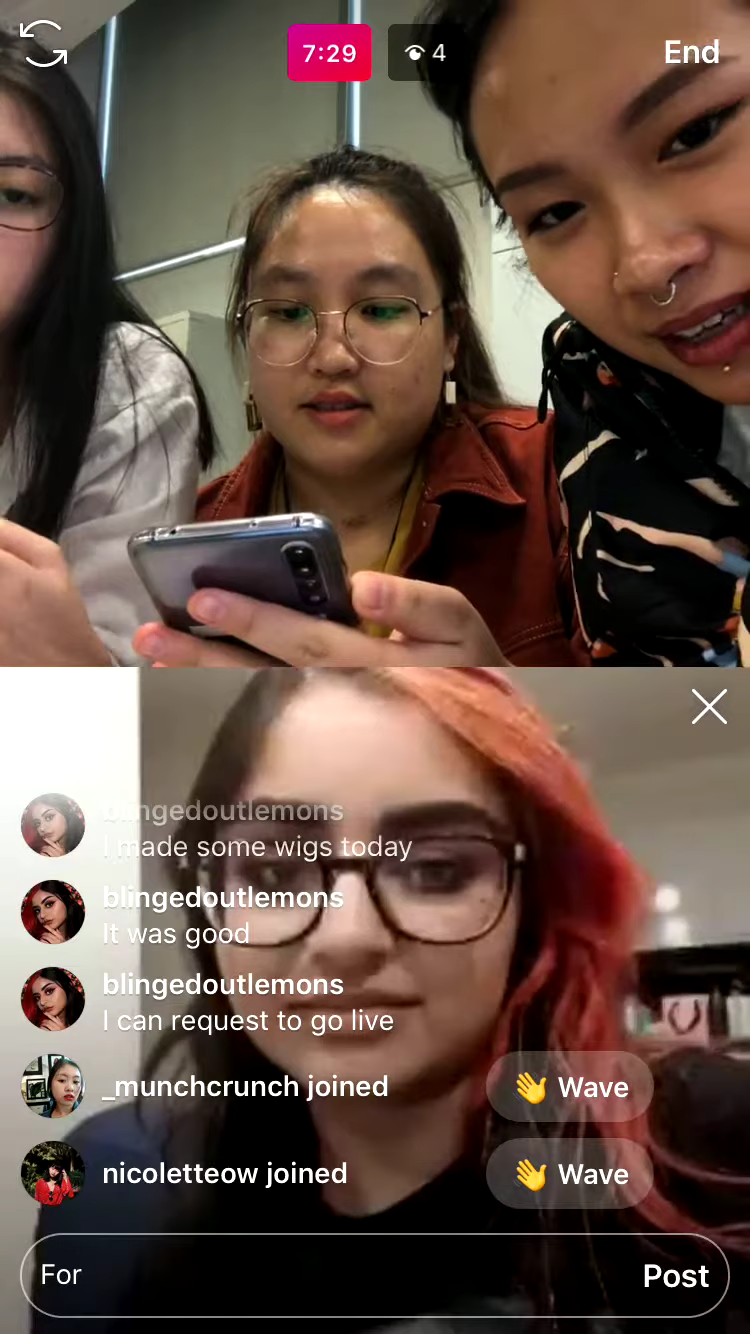 7:29
4
End
blingedoutlemons
I made some wigs today
blingedoutlemons
It was good
blingedoutlemons
I can request to go live
_munchcrunch joined
👋 Wave
nicoletteow joined
👋 Wave
For
Post